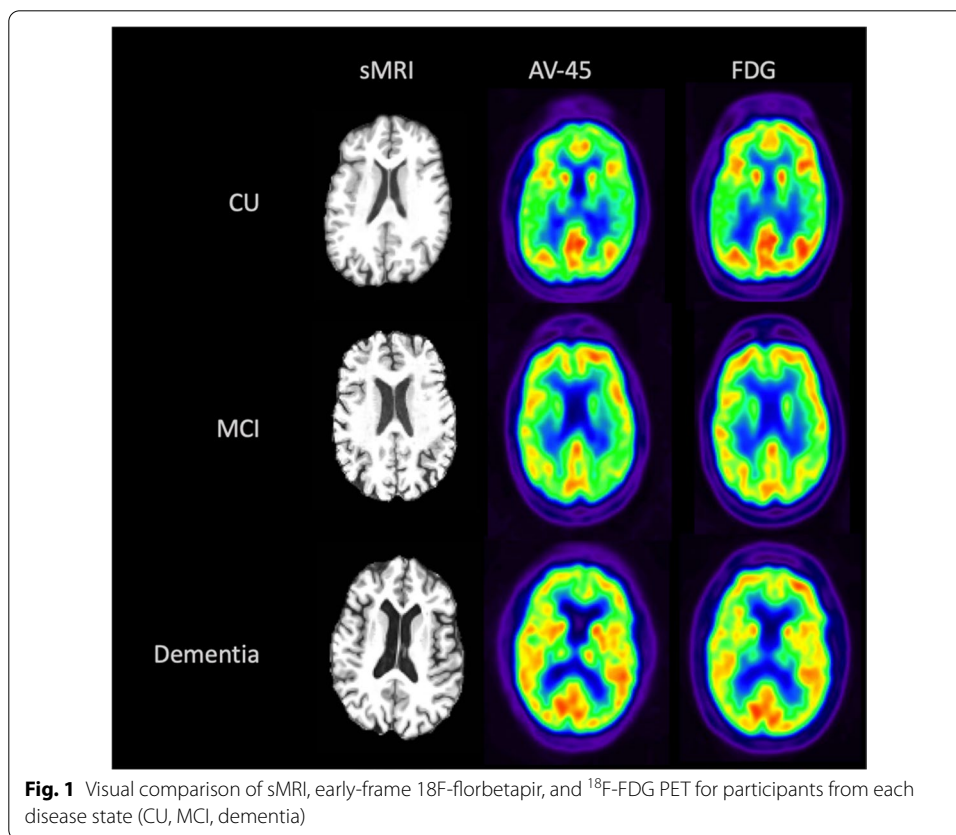 sMRI AV-45 FDG
CU
MCI
Dementia
Fig. 1 Visual comparison of sMRI, early-frame 18F-florbetapir, and ¹⁸F-FDG PET for participants from each
disease state (CU, MCI, dementia)